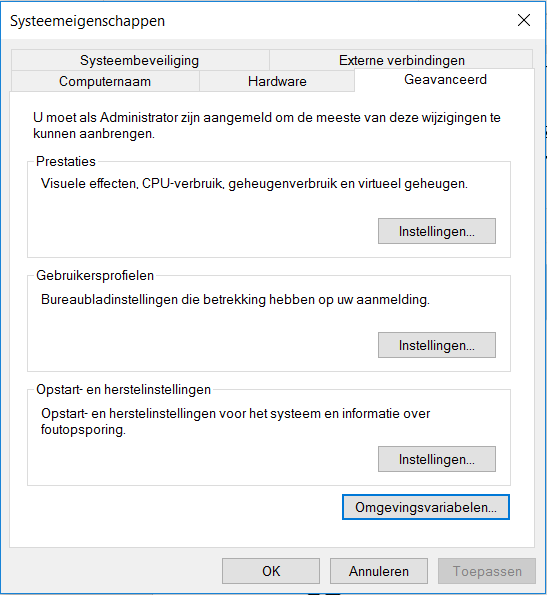 Systeemeigenschappen
Systeembeveiliging
Externe verbindingen
Computernaam
Hardware
Geavanceerd
U moet als Administrator zijn aangemeld om de meeste van deze wijzigingen te
kunnen aanbrengen.
Prestaties
Visuele effecten, CPU-verbruik, geheugenverbruik en virtueel geheugen.
Instellingen...
Gebruikersprofielen
Bureaubladinstellingen die betrekking hebben op uw aanmelding.
Instellingen...
Opstart- en herstelinstellingen
Opstart- en herstelinstellingen voor het systeem en informatie over
foutopsporing.
Instellingen...
Omgevingsvariabelen...
OK
Annuleren
Toepassen